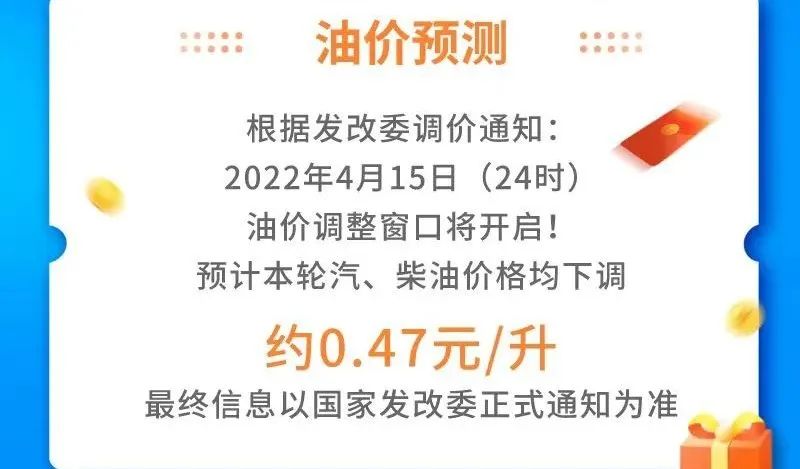 油价预测
根据发改委调价通知：
2022年4月15日（24时）
油价调整窗口将开启！
预计本轮汽、柴油价格均下调
约0.47元/升
最终信息以国家发改委正式通知为准